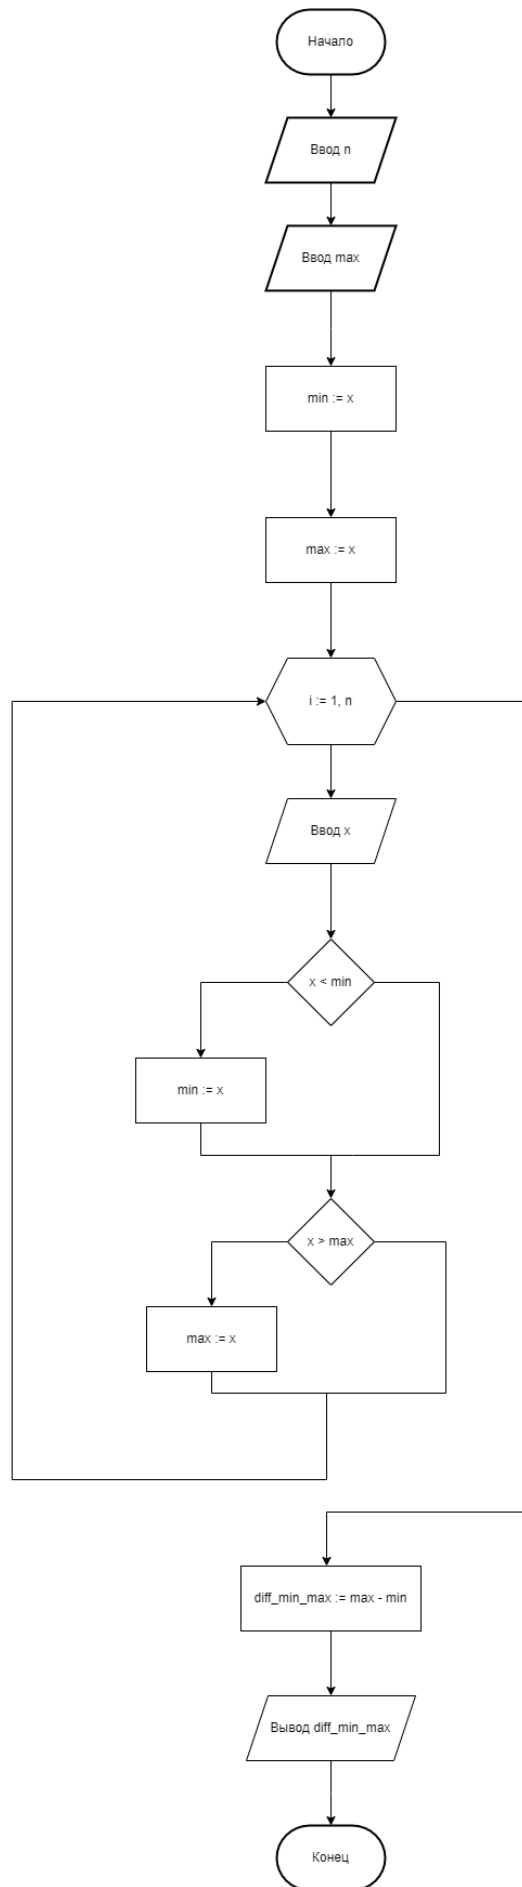 Начало
Ввод n
Ввод max
min := x
max := x
i := 1, n
Ввод x
x < min
min := x
x > max
max := x
diff_min_max := max - min
Вывод diff_min_max
Конец